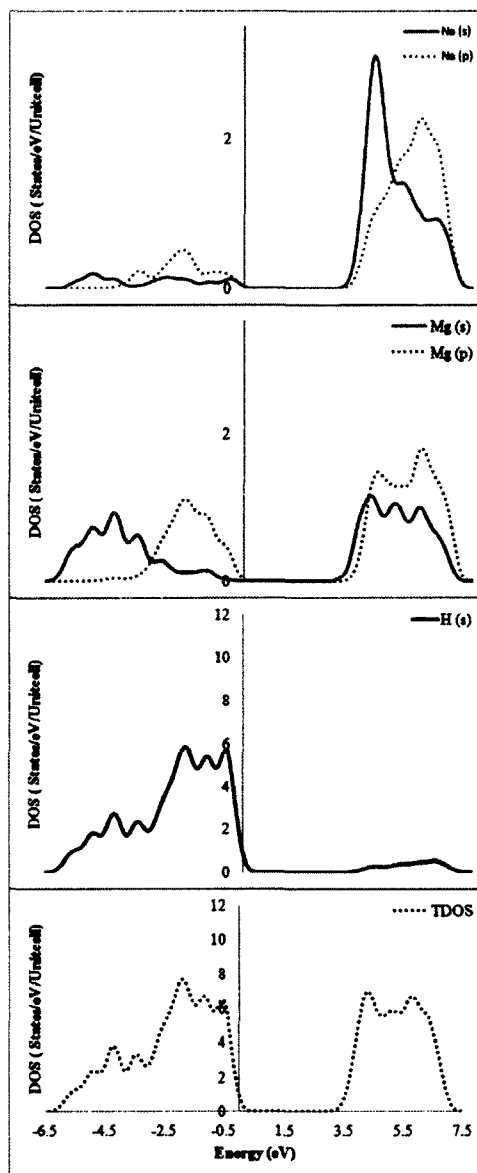 Na (s)
Na (p)
DOS ( States/eV/Unitcell)
2
0
Mg (s)
Mg (p)
DOS ( States/eV/Unitcell)
2
0
H (s)
DOS ( States/eV/Unitcell)
12
10
8
6
4
2
0
TDOS
DOS ( States/eV/Unitcell)
12
10
8
6
4
2
0
-6.5 -4.5 -2.5 -0.5 1.5 3.5 5.5 7.5
Energy (eV)